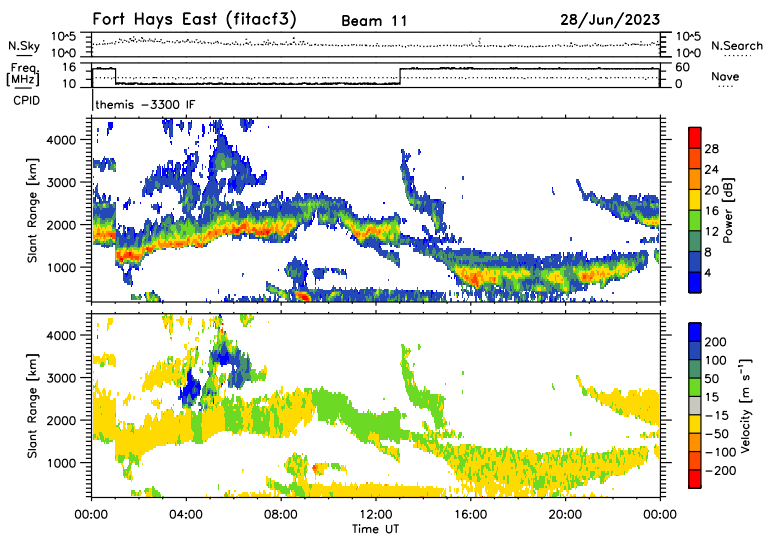 Fort Hays East (fitacf3) Beam 11 28/Jun/2023
N.Sky 10^5 10^0 10^5 10^0 N.Search
Freq. [MHz] 16 10 60 0 Nave
CPID themis -3300 IF
Slant Range [km] 4000 3000 2000 1000
Power [dB] 28 24 20 16 12 8 4
Slant Range [km] 4000 3000 2000 1000
Velocity [m s^-1] 200 100 50 15 -15 -50 -100 -200
00:00 04:00 08:00 12:00 16:00 20:00 00:00
Time UT